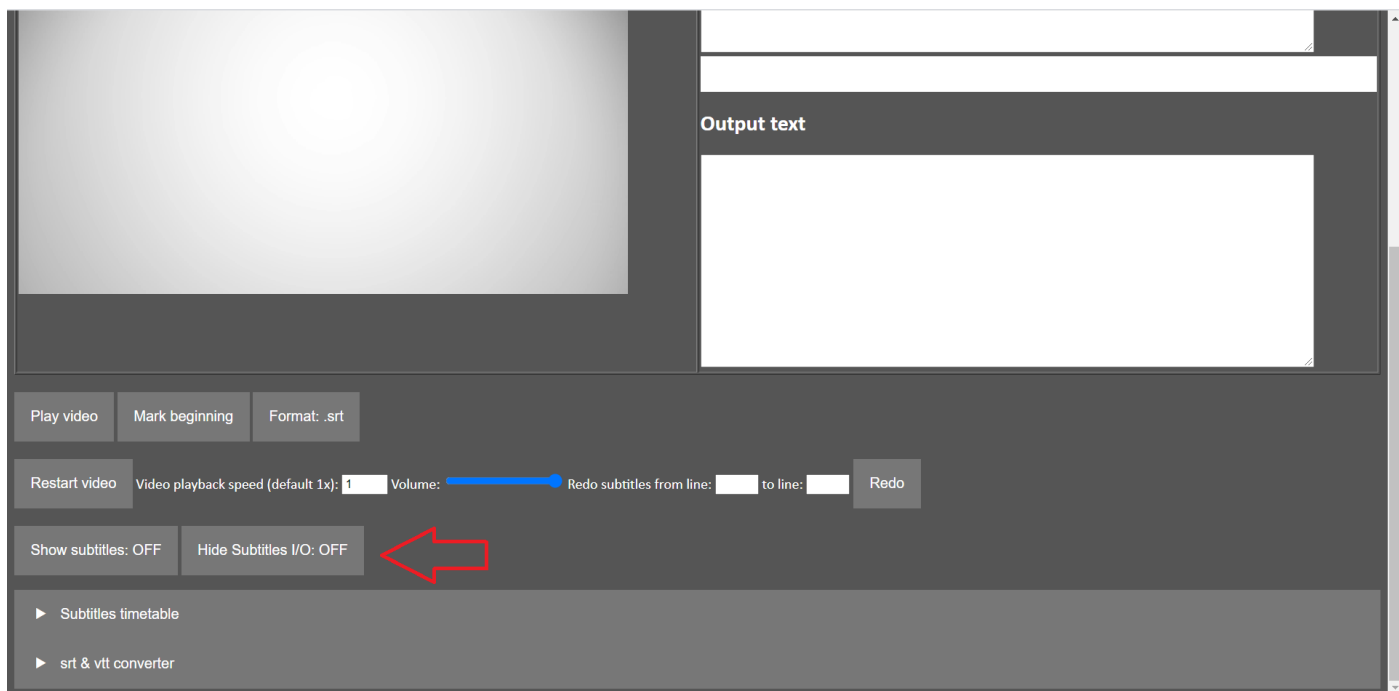 Output text
Play video Mark beginning Format: .srt
Restart video Video playback speed (default 1x): 1 Volume: Redo subtitles from line: to line: Redo
Show subtitles: OFF Hide Subtitles I/O: OFF
Subtitles timetable
srt & vtt converter